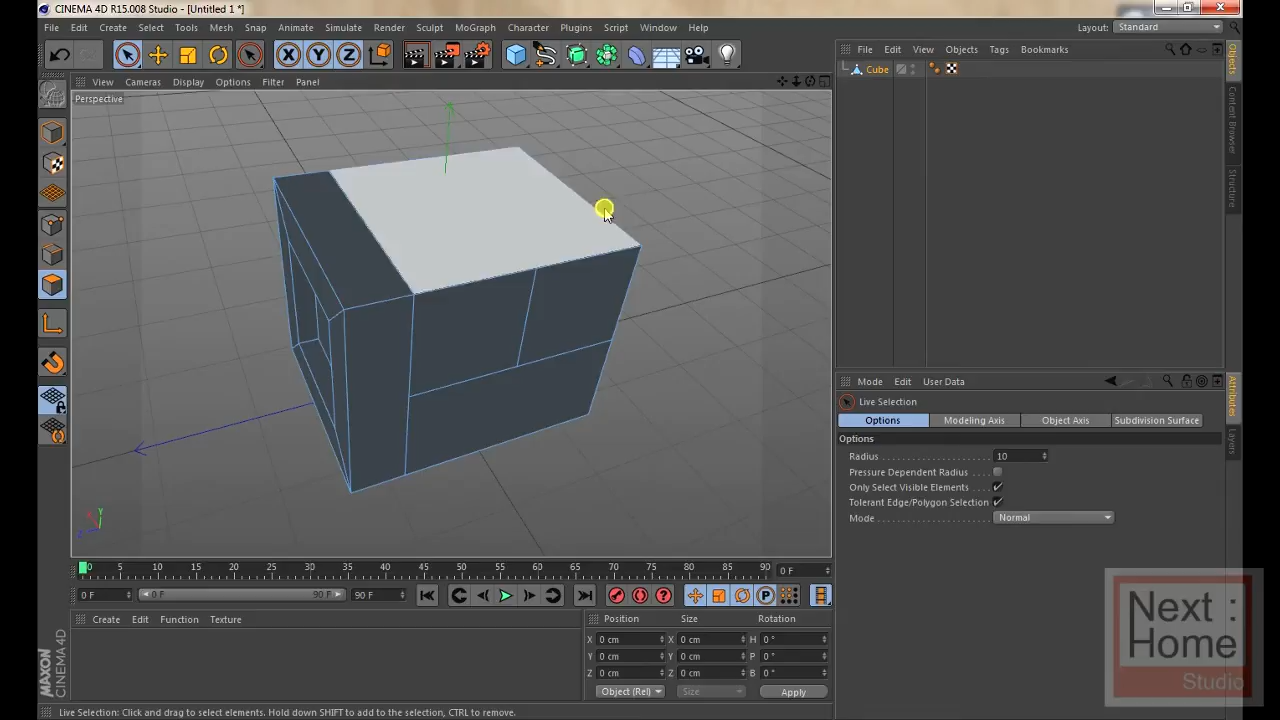 CINEMA 4D R15.008 Studio - [Untitled 1 *]
File Edit Create Select Tools Mesh Snap Animate Simulate Render Sculpt MoGraph Character Plugins Script Window Help
Layout: Standard
X Y Z
File Edit View Objects Tags Bookmarks
Cube
View Cameras Display Options Filter Panel
Perspective
Y
X
Z
Objects
Content Browser
Structure
Mode Edit User Data
Live Selection
Options Modeling Axis Object Axis Subdivision Surface
Options
Radius 10
Pressure Dependent Radius
Only Select Visible Elements
Tolerant Edge/Polygon Selection
Mode Normal
Attributes
Layers
0 5 10 15 20 25 30 35 40 45 50 55 60 65 70 75 80 85 90 0 F
0 F 0 F 90 F 90 F
Create Edit Function Texture
Position Size Rotation
X 0 cm X 0 cm H 0 °
Y 0 cm Y 0 cm P 0 °
Z 0 cm Z 0 cm B 0 °
Object (Rel) Size Apply
MAXON
CINEMA 4D
Next :
Home
Studio
Live Selection: Click and drag to select elements. Hold down SHIFT to add to the selection, CTRL to remove.